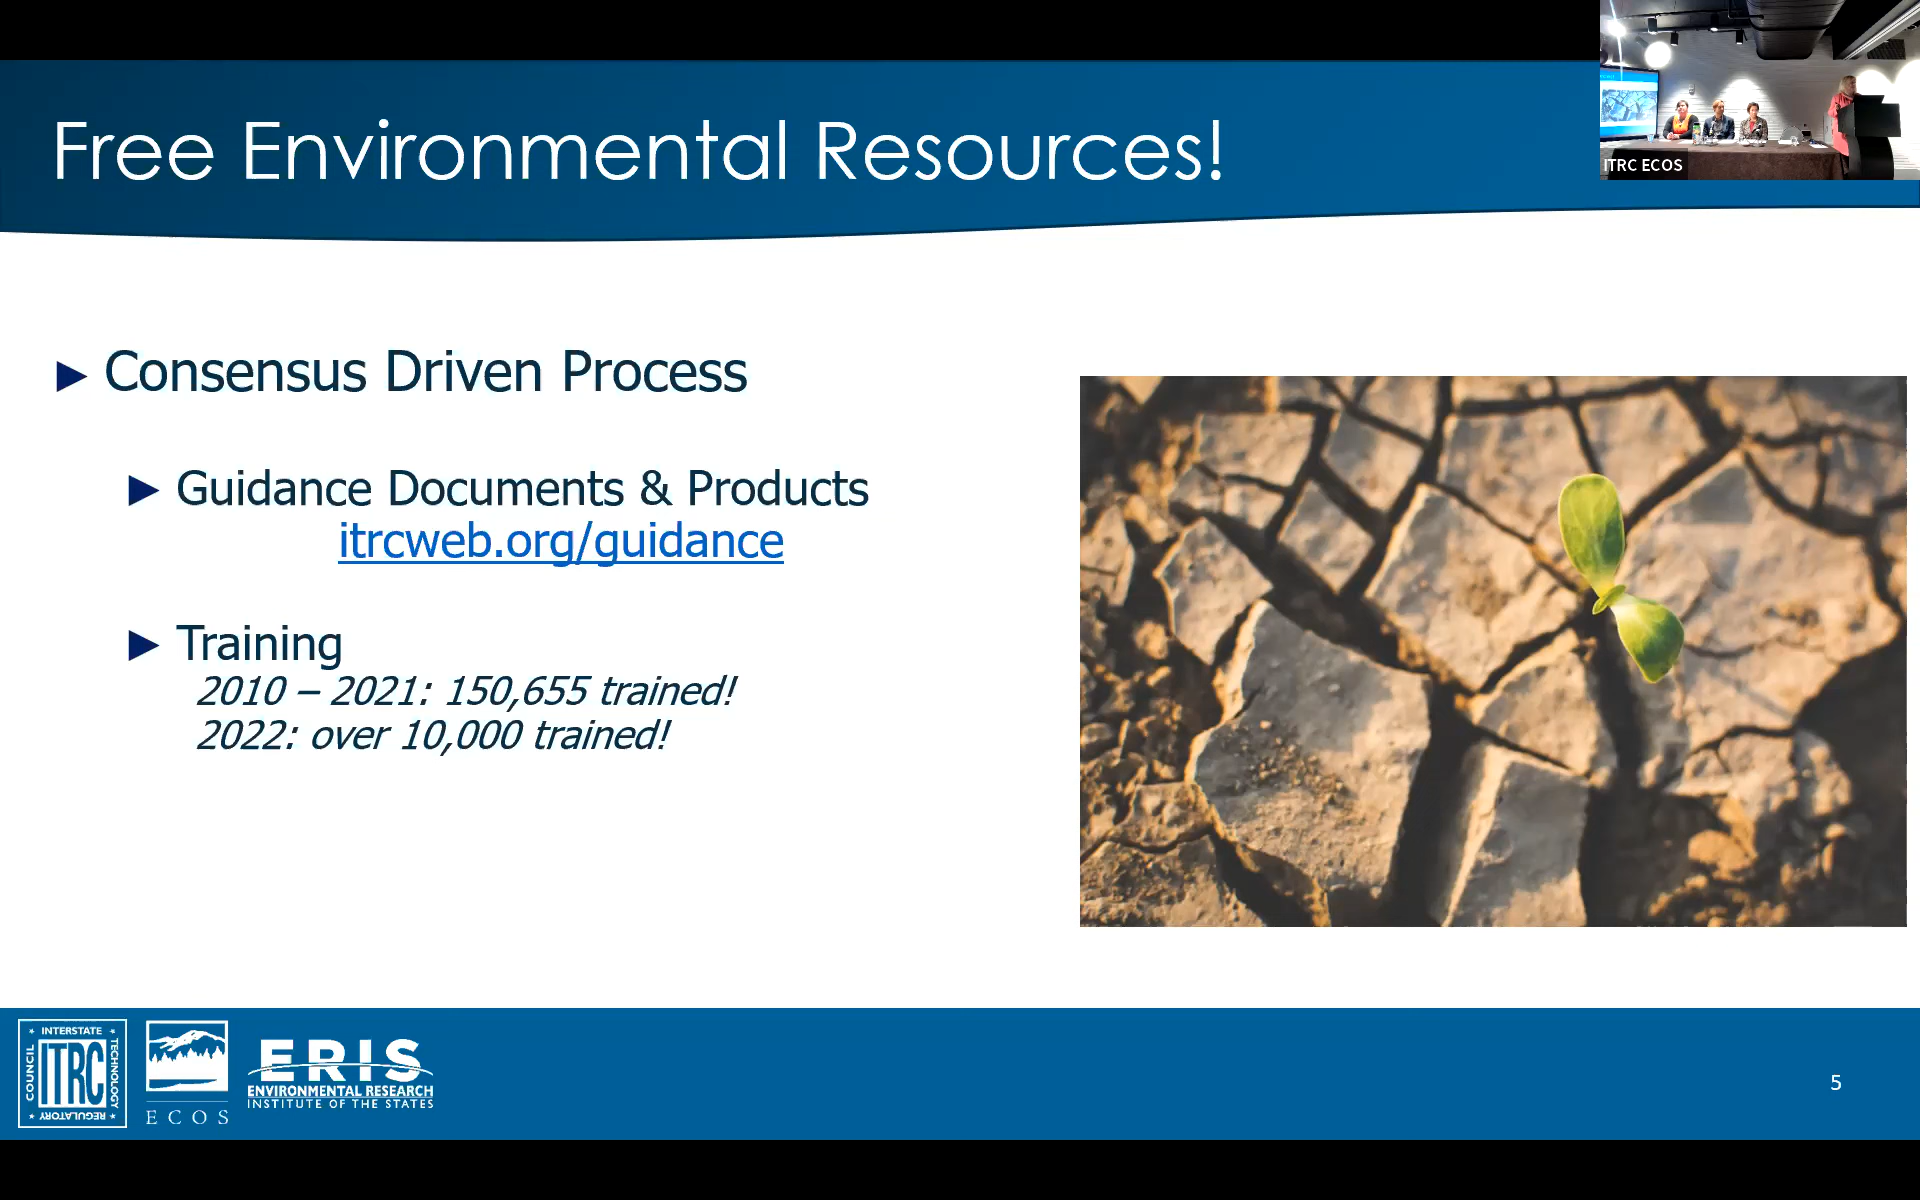 Free Environmental Resources!
ITRC ECOS
Consensus Driven Process
Guidance Documents & Products
itrcweb.org/guidance
Training
2010 – 2021: 150,655 trained!
2022: over 10,000 trained!
INTERSTATE
TECHNOLOGY
REGULATORY
COUNCIL
ITRC
ECOS
ERIS
ENVIRONMENTAL RESEARCH
INSTITUTE OF THE STATES
5